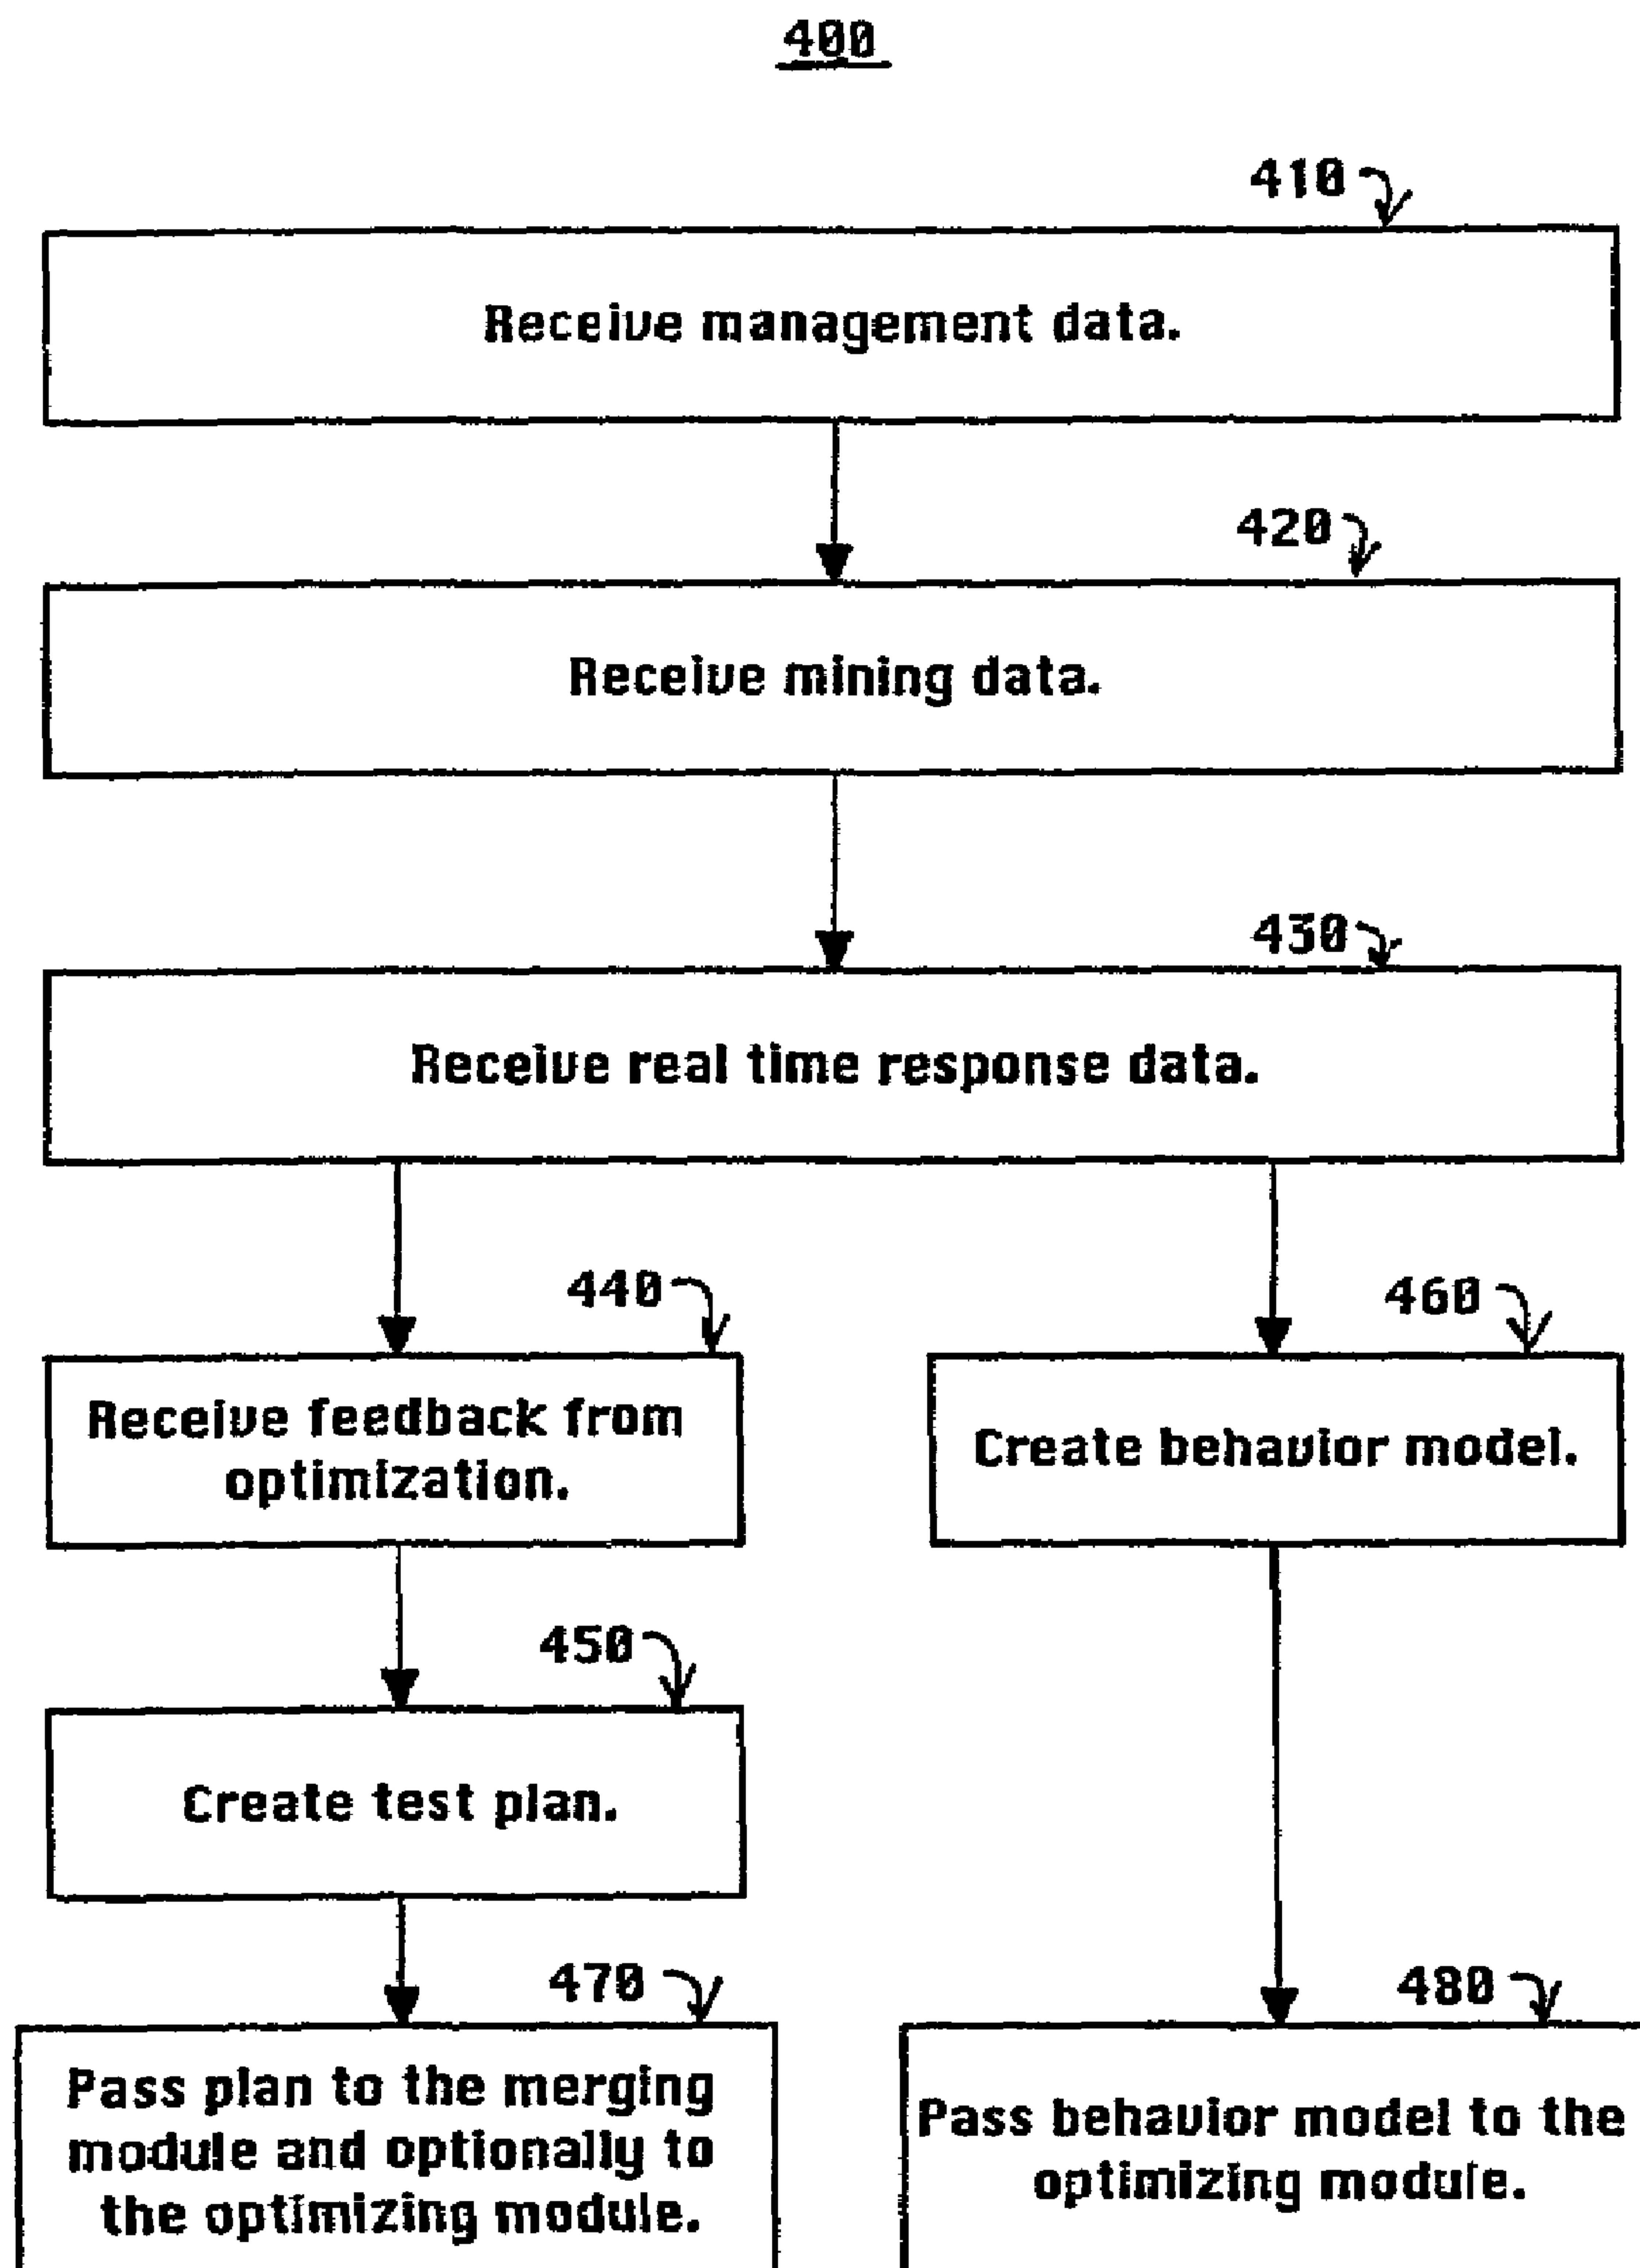 400
410
Receive management data.
420
Receive mining data.
430
Receive real time response data.
440
Receive feedback from
optimization.
460
Create behavior model.
450
Create test plan.
470
Pass plan to the merging
module and optionally to
the optimizing module.
480
Pass behavior model to the
optimizing module.